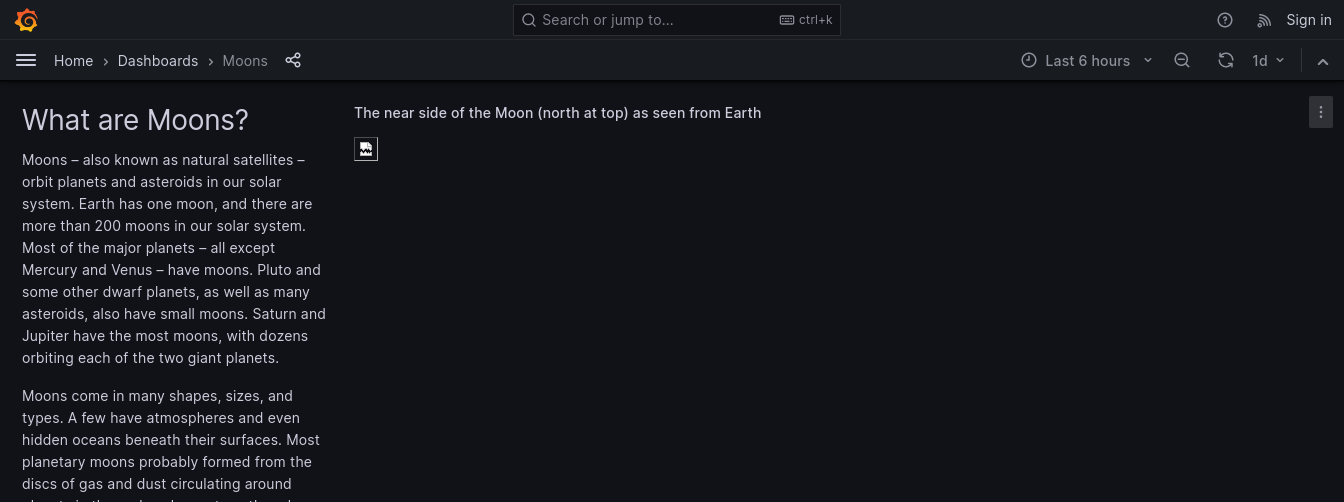 Search or jump to...
ctrl+k
Sign in
Home › Dashboards › Moons
Last 6 hours
1d
What are Moons?
Moons – also known as natural satellites –
orbit planets and asteroids in our solar
system. Earth has one moon, and there are
more than 200 moons in our solar system.
Most of the major planets – all except
Mercury and Venus – have moons. Pluto and
some other dwarf planets, as well as many
asteroids, also have small moons. Saturn and
Jupiter have the most moons, with dozens
orbiting each of the two giant planets.
Moons come in many shapes, sizes, and
types. A few have atmospheres and even
hidden oceans beneath their surfaces. Most
planetary moons probably formed from the
discs of gas and dust circulating around
The near side of the Moon (north at top) as seen from Earth